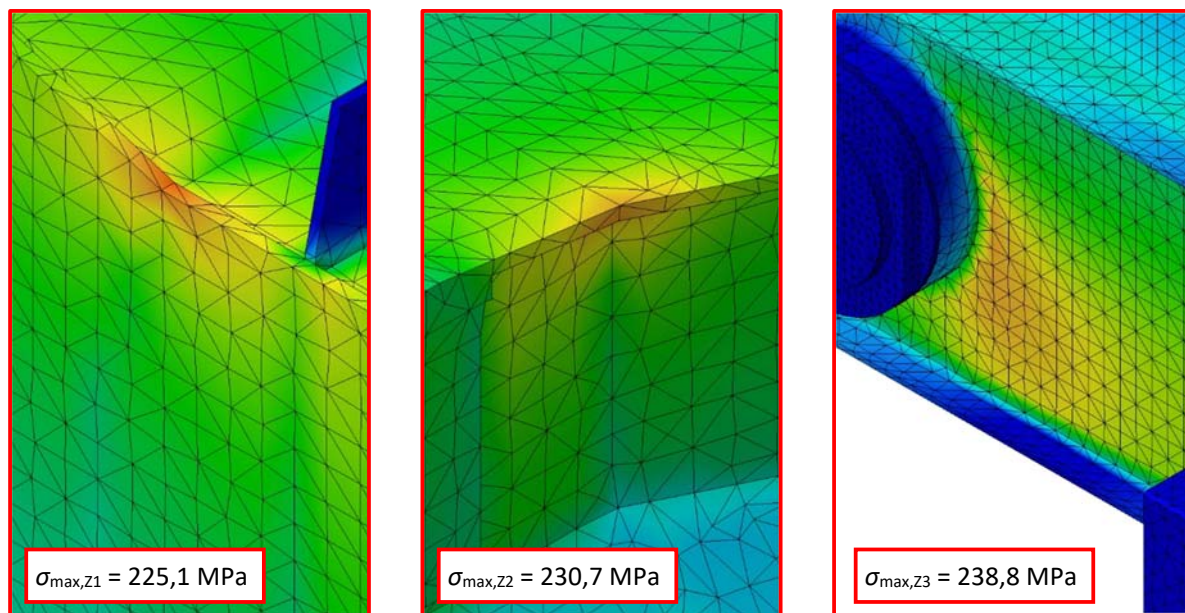 σmax,Z1 = 225,1 MPa
σmax,Z2 = 230,7 MPa
σmax,Z3 = 238,8 MPa